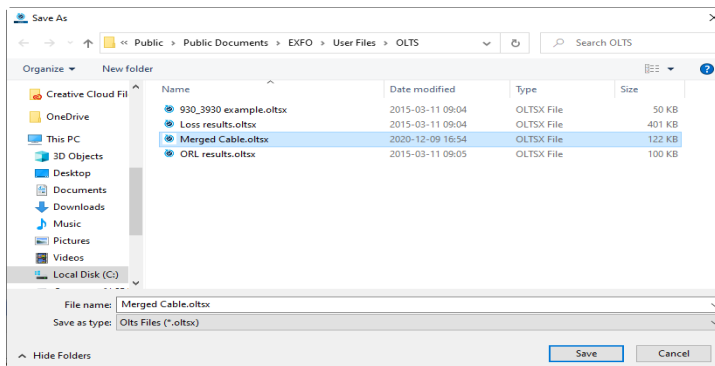 Save As
« Public > Public Documents > EXFO > User Files > OLTS
Search OLTS
Organize
New folder
Name
Date modified
Type
Size
Creative Cloud Fil
OneDrive
This PC
3D Objects
Desktop
Documents
Downloads
Music
Pictures
Videos
Local Disk (C:)
930_3930 example.oltsx 2015-03-11 09:04 OLTSX File 50 KB
Loss results.oltsx 2015-03-11 09:04 OLTSX File 401 KB
Merged Cable.oltsx 2020-12-09 16:54 OLTSX File 122 KB
ORL results.oltsx 2015-03-11 09:05 OLTSX File 100 KB
File name: Merged Cable.oltsx
Save as type: Olts Files (*.oltsx)
Hide Folders
Save
Cancel